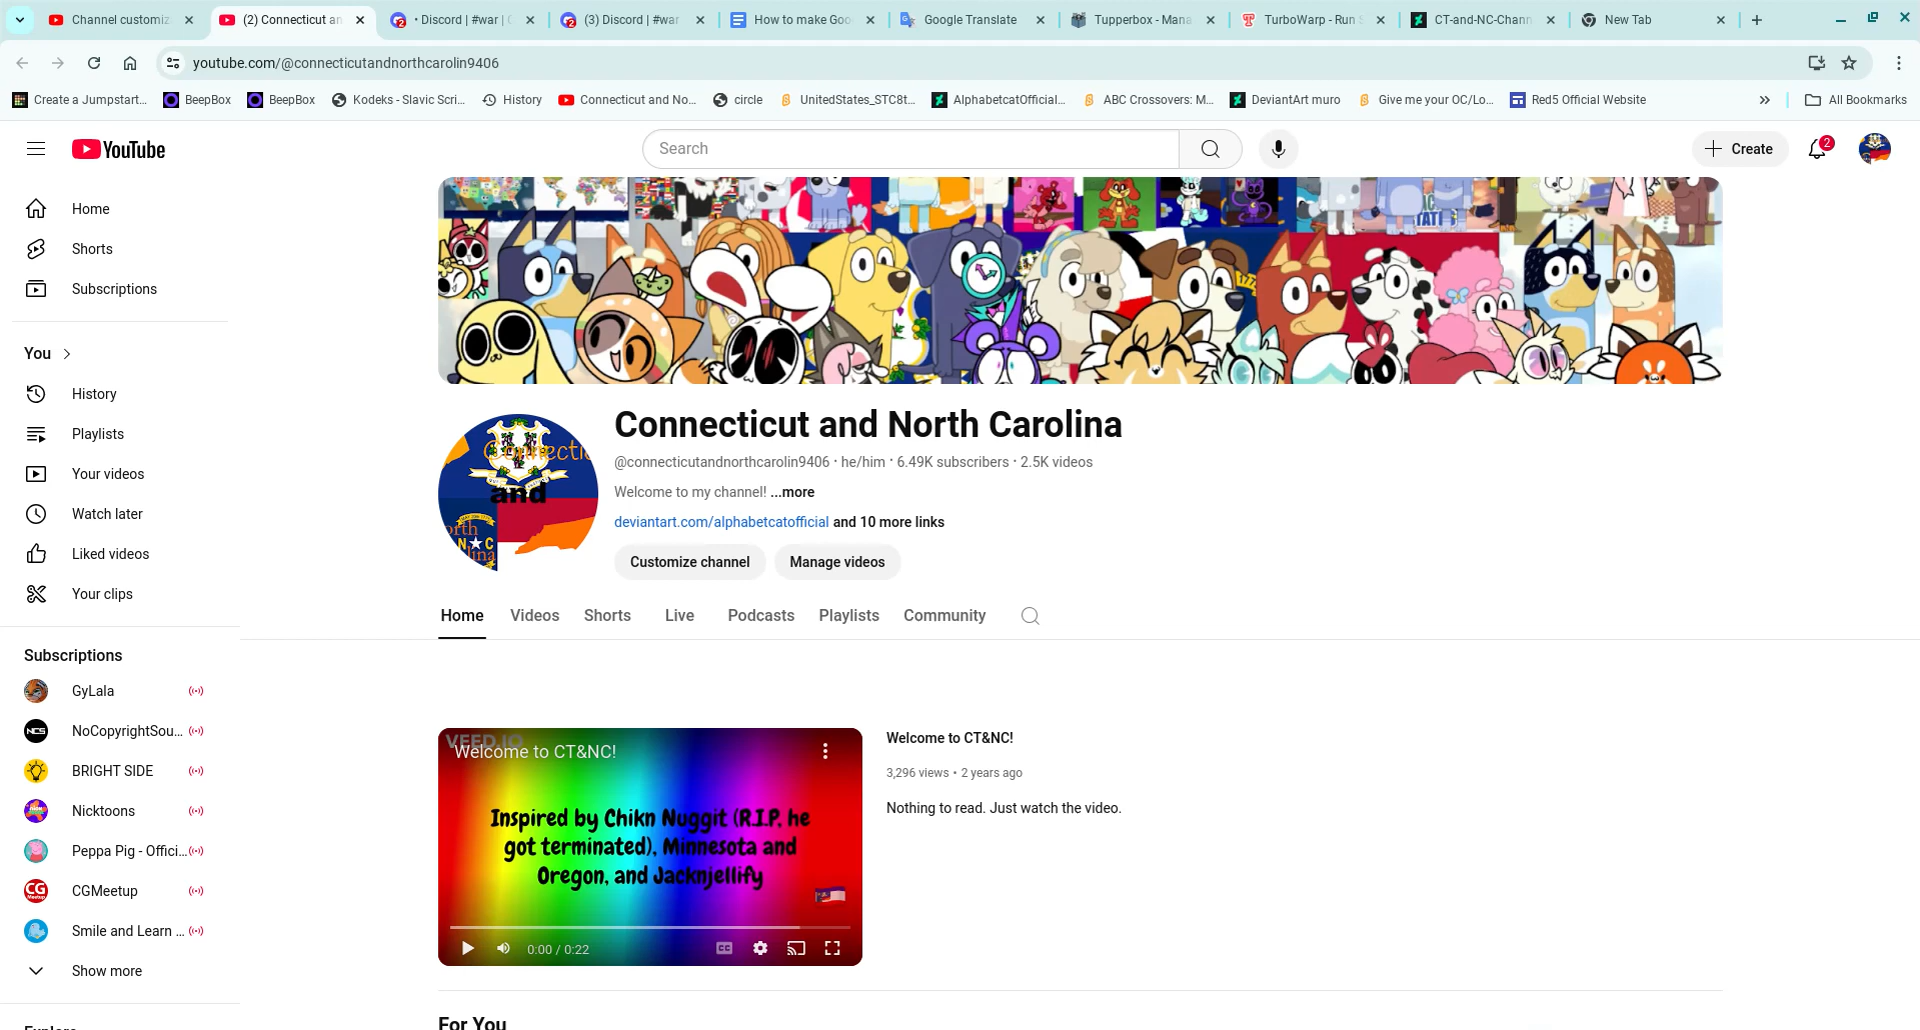 Channel customiz
(2) Connecticut an
• Discord | #war | G
(3) Discord | #war
How to make Goo
Google Translate
Tupperbox - Mana
TurboWarp - Run S
CT-and-NC-Chann
New Tab
youtube.com/@connecticutandnorthcarolin9406
Create a Jumpstart...
BeepBox
BeepBox
Kodeks - Slavic Scri...
History
Connecticut and No...
circle
UnitedStates_STC8t...
AlphabetcatOfficial...
ABC Crossovers: M...
DeviantArt muro
Give me your OC/Lo...
Red5 Official Website
All Bookmarks
YouTube
Search
Create
2
Home
Shorts
Subscriptions
You
History
Playlists
Your videos
Watch later
Liked videos
Your clips
Subscriptions
GyLala
NoCopyrightSou...
BRIGHT SIDE
Nicktoons
Peppa Pig - Offici...
CGMeetup
Smile and Learn ...
Show more
Connecticut and North Carolina
@connecticutandnorthcarolin9406 · he/him · 6.49K subscribers · 2.5K videos
Welcome to my channel! ...more
deviantart.com/alphabetcatofficial and 10 more links
Customize channel
Manage videos
Connectic
and
orth
N C
lina
Home
Videos
Shorts
Live
Podcasts
Playlists
Community
VEED.IO
Welcome to CT&NC!
Inspired by Chikn Nuggit (R.I.P. he
got terminated), Minnesota and
Oregon, and Jacknjellify
0:00 / 0:22
Welcome to CT&NC!
3,296 views • 2 years ago
Nothing to read. Just watch the video.
For You